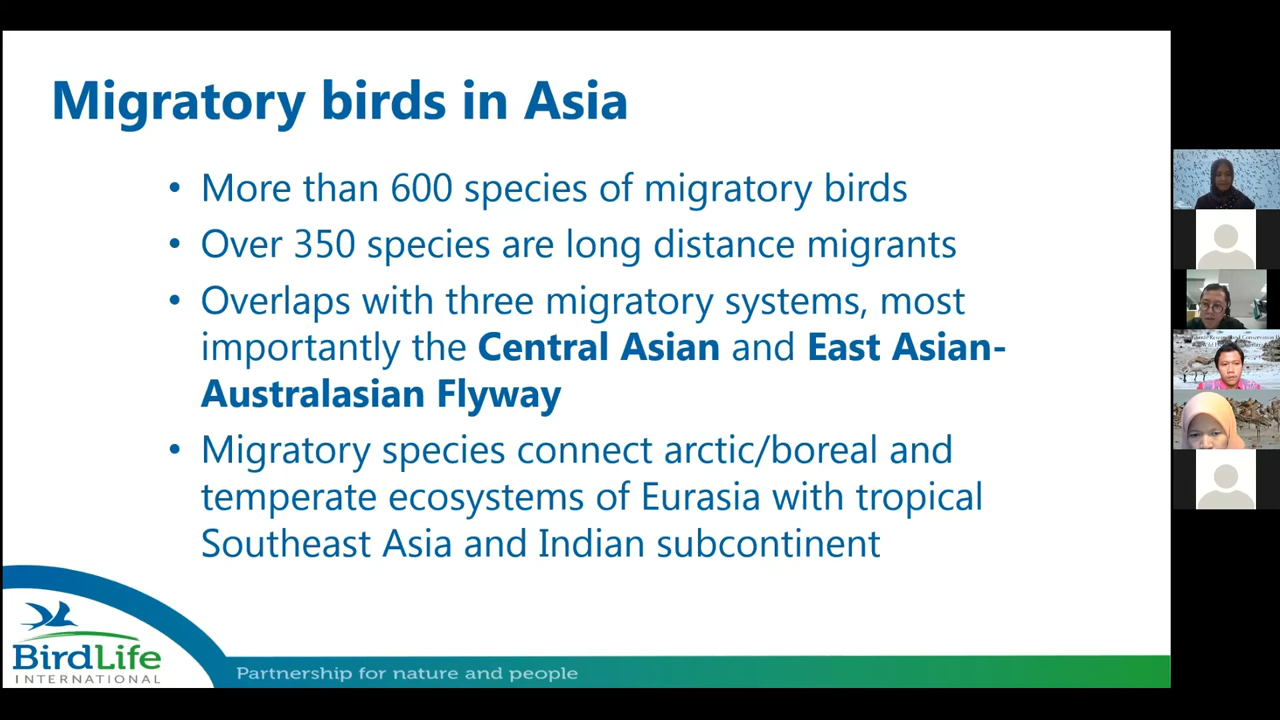 Migratory birds in Asia
• More than 600 species of migratory birds
• Over 350 species are long distance migrants
• Overlaps with three migratory systems, most
importantly the Central Asian and East Asian-
Australasian Flyway
• Migratory species connect arctic/boreal and
temperate ecosystems of Eurasia with tropical
Southeast Asia and Indian subcontinent
BirdLife
INTERNATIONAL
Partnership for nature and people